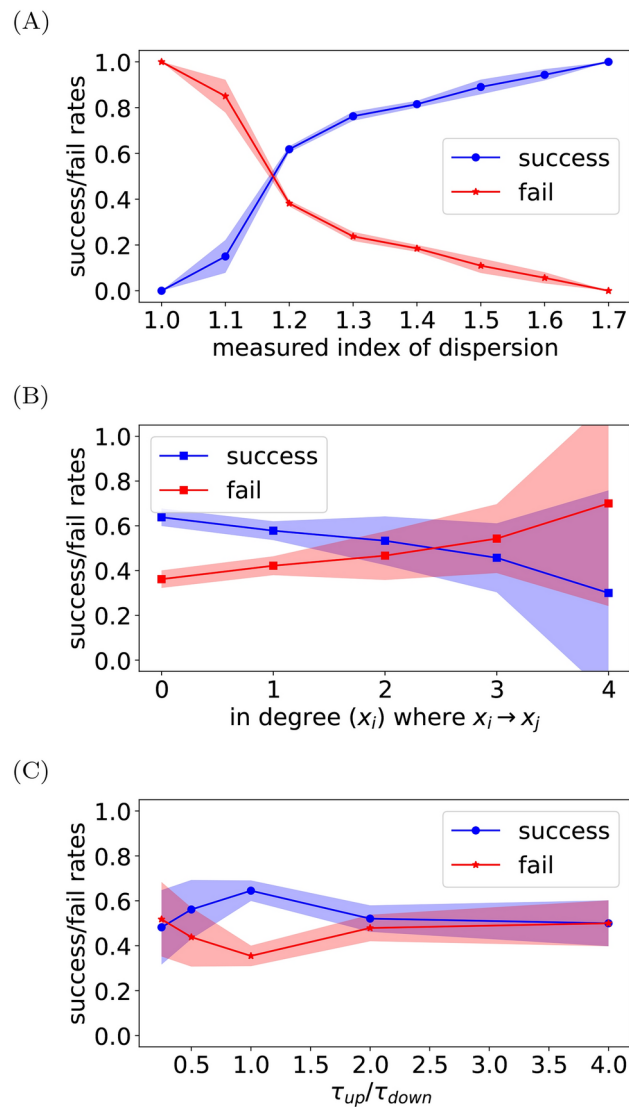 (A)
success/fail rates
1.0
0.8
0.6
0.4
0.2
0.0
success
fail
1.0 1.1 1.2 1.3 1.4 1.5 1.6 1.7
measured index of dispersion
(B)
success/fail rates
1.0
0.8
0.6
0.4
0.2
0.0
success
fail
0 1 2 3 4
in degree (x_i) where x_i → x_j
(C)
success/fail rates
1.0
0.8
0.6
0.4
0.2
0.0
success
fail
0.5 1.0 1.5 2.0 2.5 3.0 3.5 4.0
τ_up/τ_down